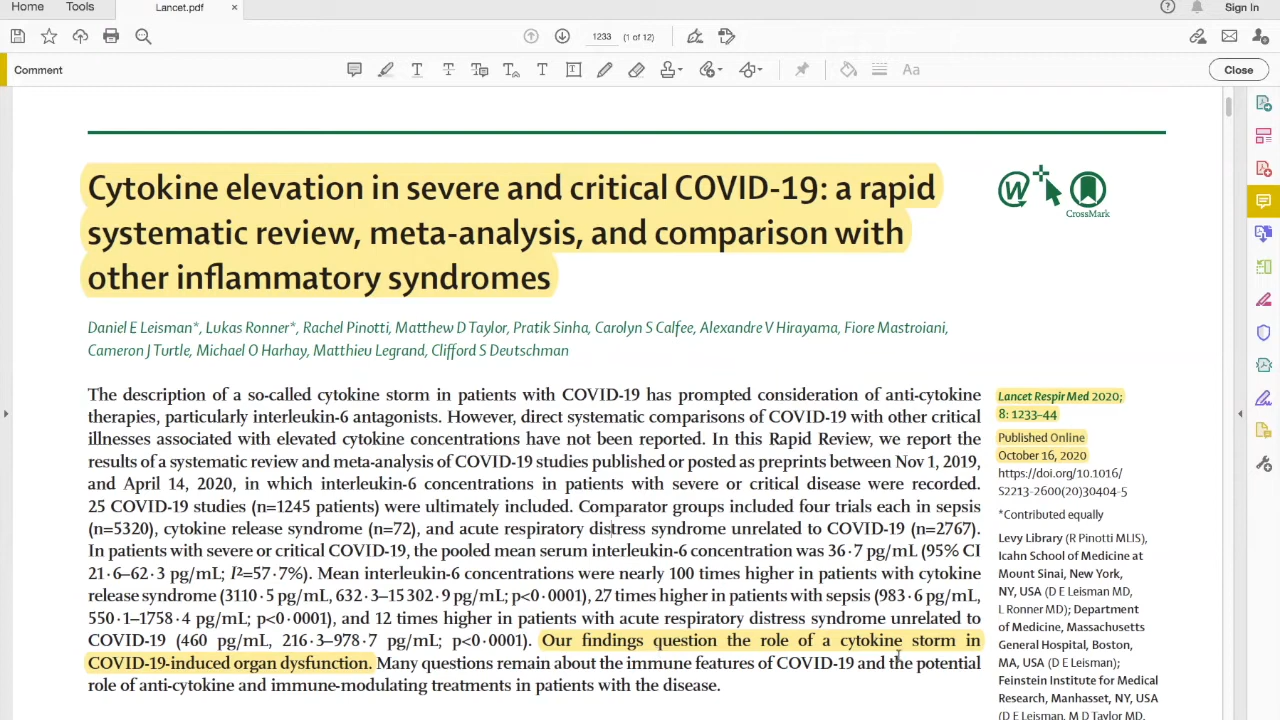 Home Tools Lancet.pdf × ? Sign In
1233 (1 of 12)
Comment Aa Close
Cytokine elevation in severe and critical COVID-19: a rapid
systematic review, meta-analysis, and comparison with
other inflammatory syndromes
CrossMark
Daniel E Leisman*, Lukas Ronner*, Rachel Pinotti, Matthew D Taylor, Pratik Sinha, Carolyn S Calfee, Alexandre V Hirayama, Fiore Mastroiani,
Cameron J Turtle, Michael O Harhay, Matthieu Legrand, Clifford S Deutschman
The description of a so-called cytokine storm in patients with COVID-19 has prompted consideration of anti-cytokine
therapies, particularly interleukin-6 antagonists. However, direct systematic comparisons of COVID-19 with other critical
illnesses associated with elevated cytokine concentrations have not been reported. In this Rapid Review, we report the
results of a systematic review and meta-analysis of COVID-19 studies published or posted as preprints between Nov 1, 2019,
and April 14, 2020, in which interleukin-6 concentrations in patients with severe or critical disease were recorded.
25 COVID-19 studies (n=1245 patients) were ultimately included. Comparator groups included four trials each in sepsis
(n=5320), cytokine release syndrome (n=72), and acute respiratory distress syndrome unrelated to COVID-19 (n=2767).
In patients with severe or critical COVID-19, the pooled mean serum interleukin-6 concentration was 36·7 pg/mL (95% CI
21·6–62·3 pg/mL; I²=57·7%). Mean interleukin-6 concentrations were nearly 100 times higher in patients with cytokine
release syndrome (3110·5 pg/mL, 632·3–15 302·9 pg/mL; p<0·0001), 27 times higher in patients with sepsis (983·6 pg/mL,
550·1–1758·4 pg/mL; p<0·0001), and 12 times higher in patients with acute respiratory distress syndrome unrelated to
COVID-19 (460 pg/mL, 216·3–978·7 pg/mL; p<0·0001). Our findings question the role of a cytokine storm in
COVID-19-induced organ dysfunction. Many questions remain about the immune features of COVID-19 and the potential
role of anti-cytokine and immune-modulating treatments in patients with the disease.
Lancet Respir Med 2020;
8: 1233–44
Published Online
October 16, 2020
https://doi.org/10.1016/
S2213-2600(20)30404-5
*Contributed equally
Levy Library (R Pinotti MLIS),
Icahn School of Medicine at
Mount Sinai, New York,
NY, USA (D E Leisman MD,
L Ronner MD); Department
of Medicine, Massachusetts
General Hospital, Boston,
MA, USA (D E Leisman);
Feinstein Institute for Medical
Research, Manhasset, NY, USA
(D E Leisman, M D Taylor MD,